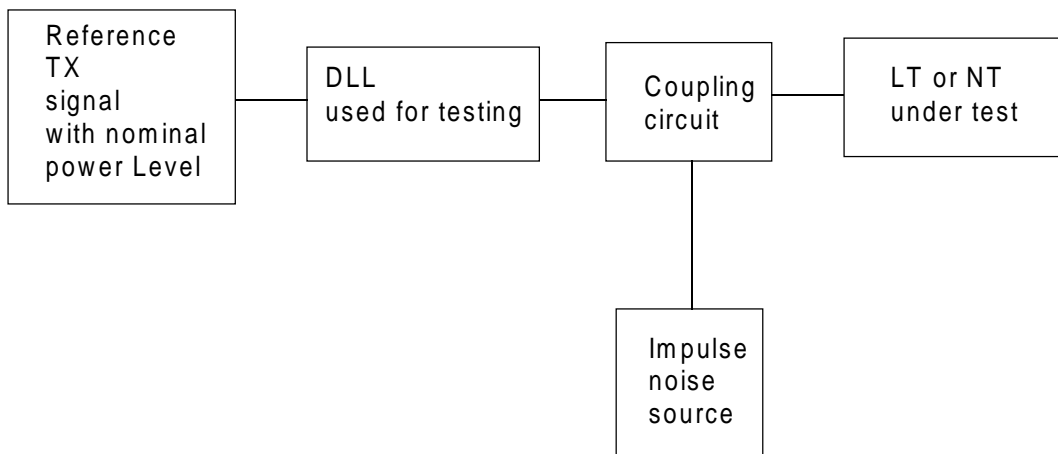 Reference
TX
signal
with nominal
power Level
DLL
used for testing
Coupling
circuit
LT or NT
under test
Impulse
noise
source